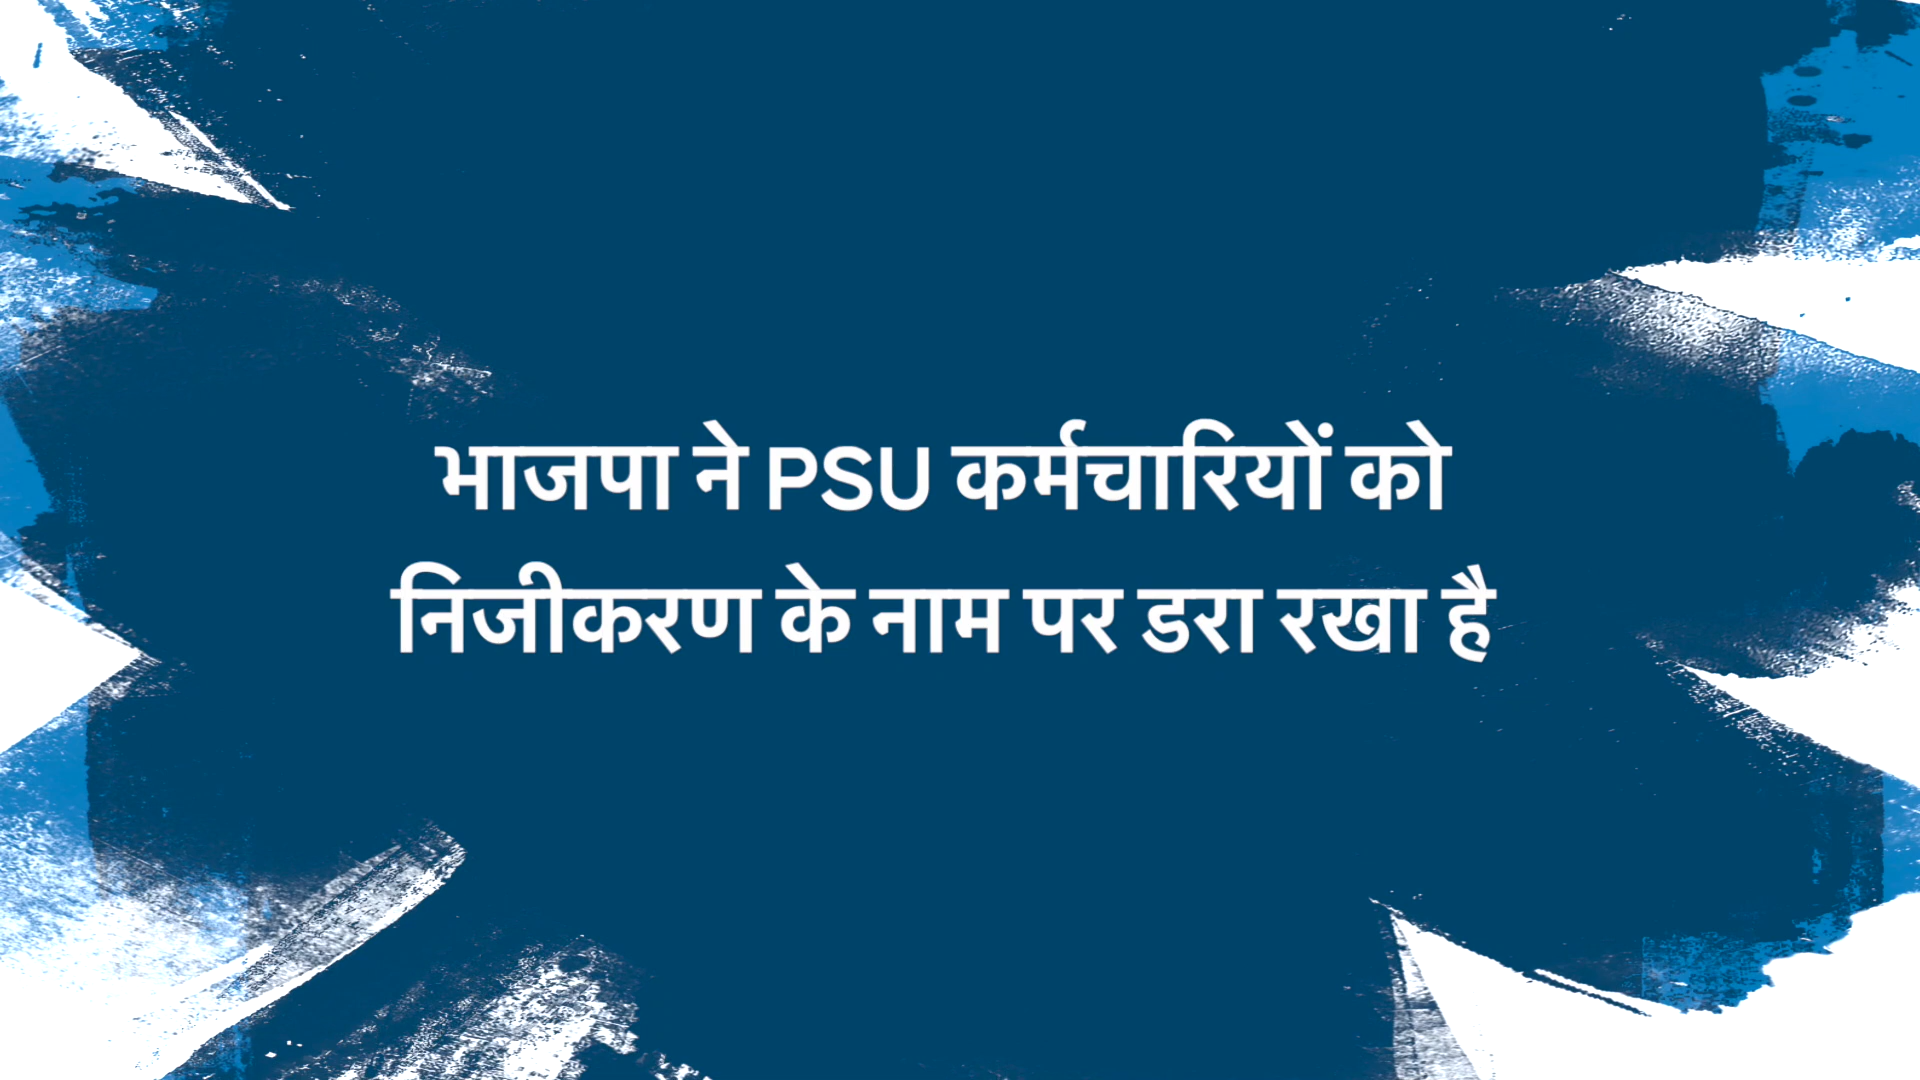 भाजपा ने PSU कर्मचारियों को
निजीकरण के नाम पर डरा रखा है